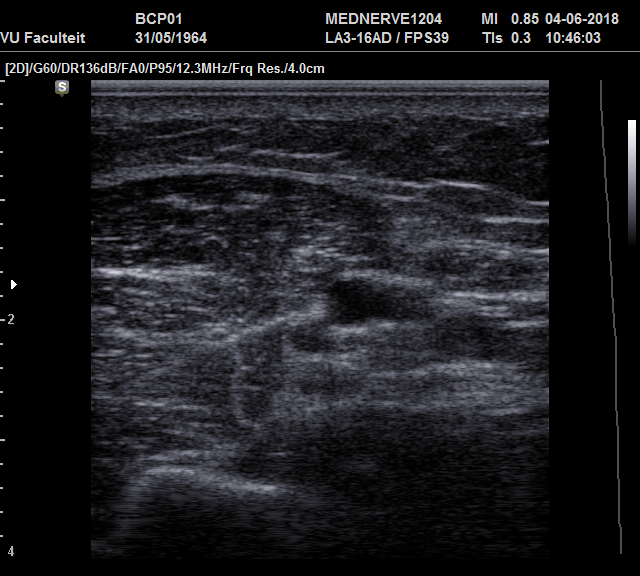 BCP01 MEDNERVE1204 MI 0.85 04-06-2018
VU Faculteit 31/05/1964 LA3-16AD / FPS39 TIs 0.3 10:46:03
[2D]/G60/DR136dB/FA0/P95/12.3MHz/Frq Res./4.0cm
S
2
4